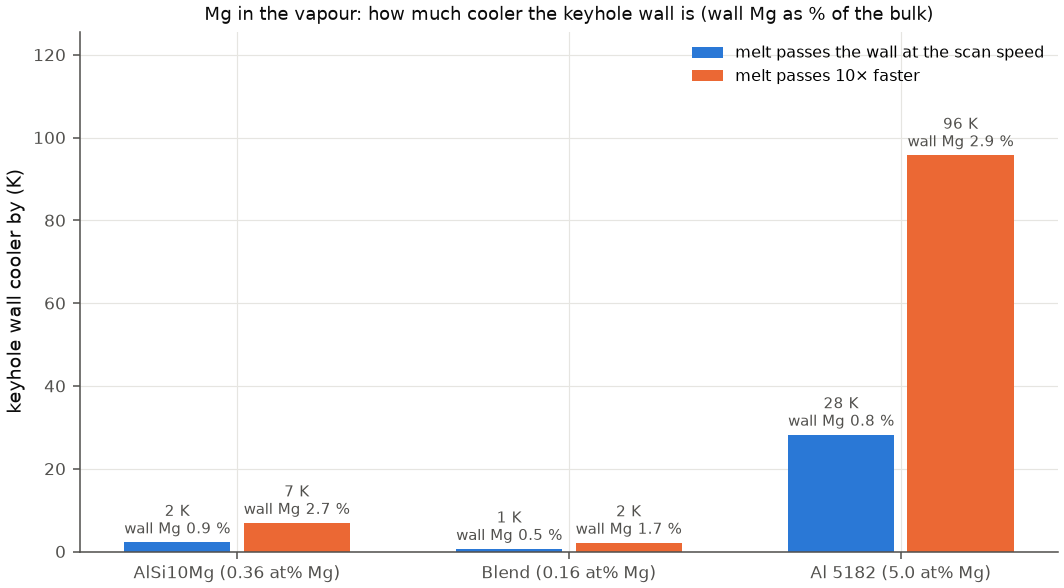 Mg in the vapour: how much cooler the keyhole wall is (wall Mg as % of the bulk)
melt passes the wall at the scan speed
melt passes 10× faster
keyhole wall cooler by (K)
120
100
80
60
40
20
0
2 K
wall Mg 0.9 %
7 K
wall Mg 2.7 %
1 K
wall Mg 0.5 %
2 K
wall Mg 1.7 %
28 K
wall Mg 0.8 %
96 K
wall Mg 2.9 %
AlSi10Mg (0.36 at% Mg)
Blend (0.16 at% Mg)
Al 5182 (5.0 at% Mg)